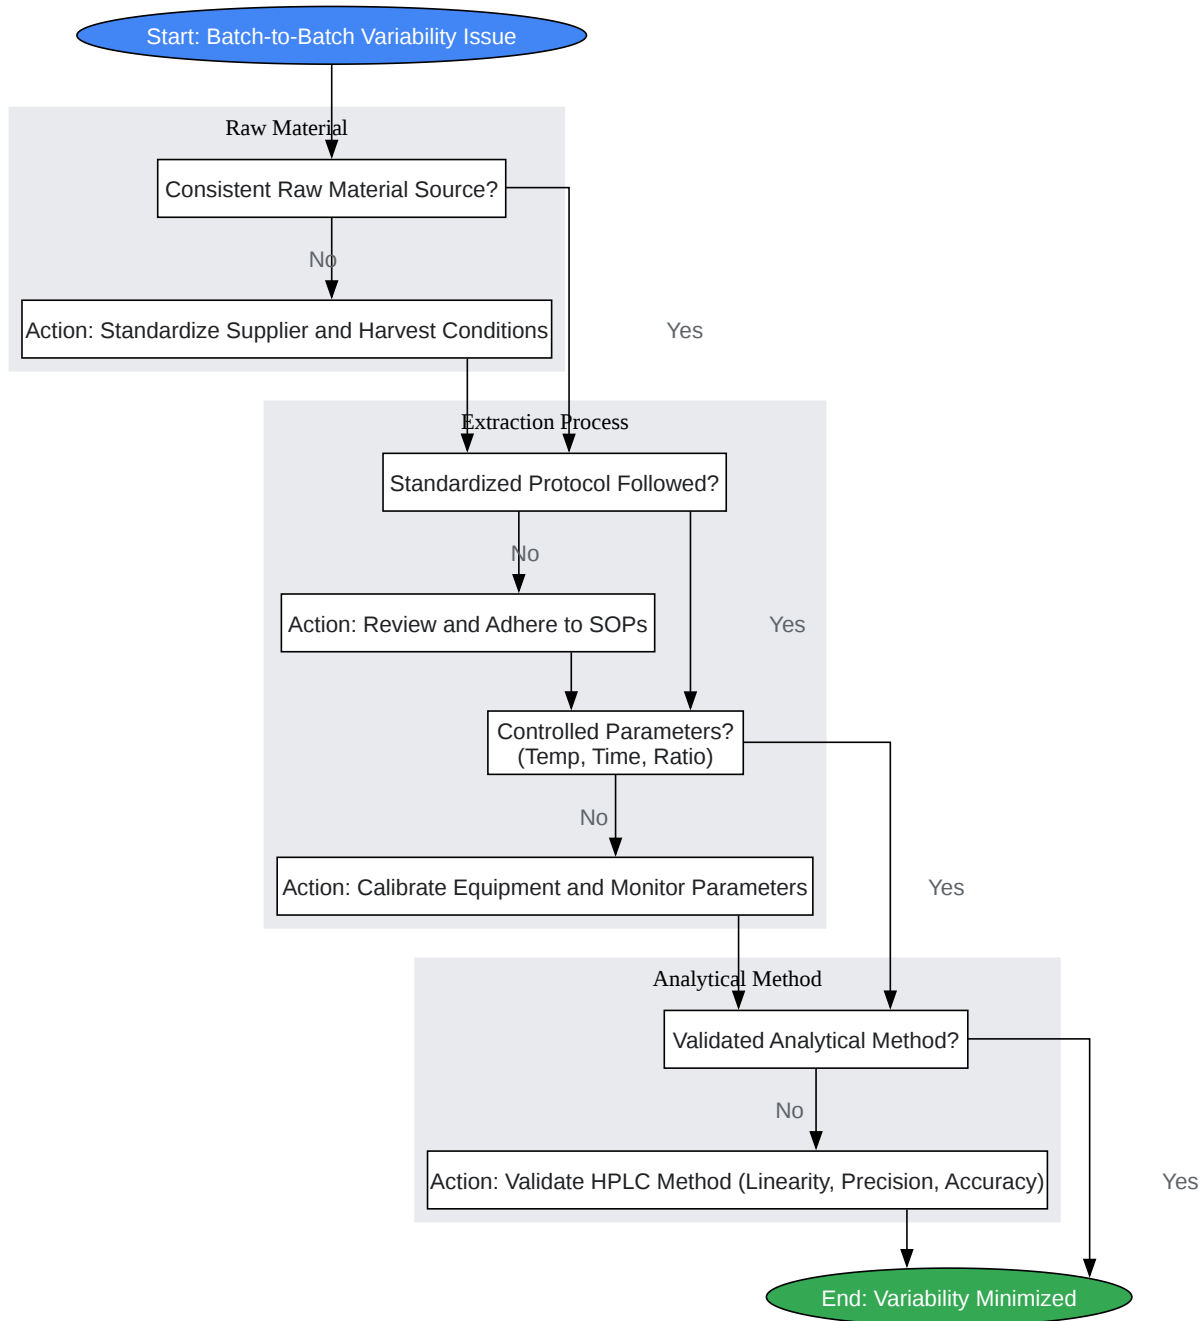 Start: Batch-to-Batch Variability Issue
Raw Material
Consistent Raw Material Source?
No
Action: Standardize Supplier and Harvest Conditions
Yes
Extraction Process
Standardized Protocol Followed?
No
Action: Review and Adhere to SOPs
Yes
Controlled Parameters?
(Temp, Time, Ratio)
No
Action: Calibrate Equipment and Monitor Parameters
Yes
Analytical Method
Validated Analytical Method?
No
Action: Validate HPLC Method (Linearity, Precision, Accuracy)
Yes
End: Variability Minimized